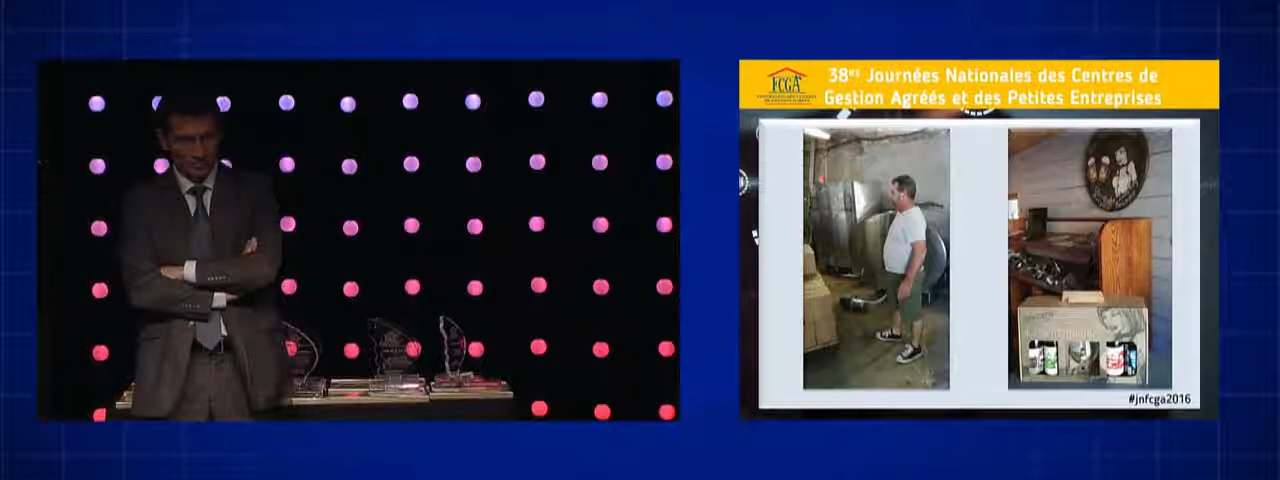 FCGA
38es Journées Nationales des Centres de
Gestion Agréés et des Petites Entreprises
#jnfcga2016